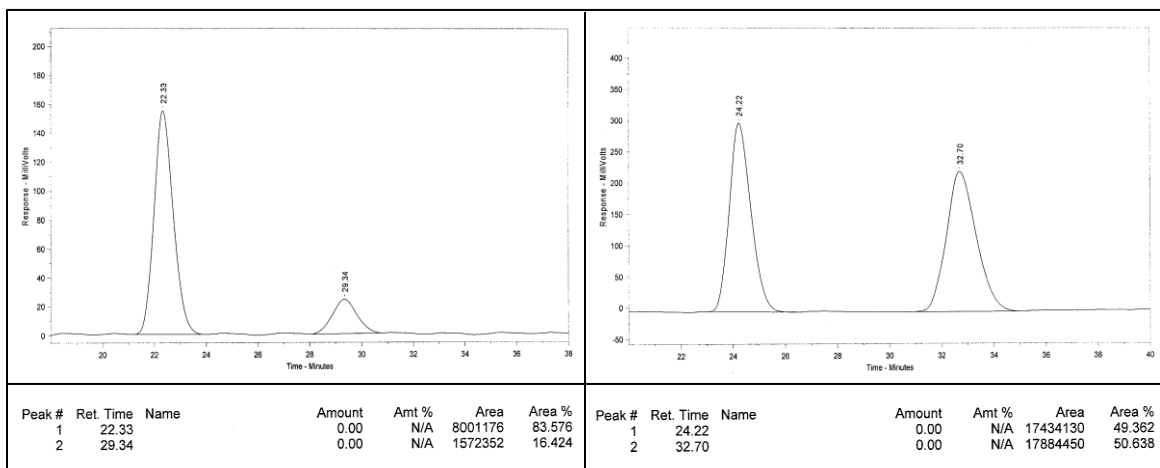 200
180
160
140
120
100
80
60
40
20
0
Response - MilliVolts
22.33
29.34
20 22 24 26 28 30 32 34 36 38
Time - Minutes
Peak # Ret. Time Name Amount Amt % Area Area %
1 22.33 0.00 N/A 8001176 83.576
2 29.34 0.00 N/A 1572352 16.424
400
350
300
250
200
150
100
50
0
-50
Response - MilliVolts
24.22
32.70
22 24 26 28 30 32 34 36 38 40
Time - Minutes
Peak # Ret. Time Name Amount Amt % Area Area %
1 24.22 0.00 N/A 17434130 49.362
2 32.70 0.00 N/A 17884450 50.638